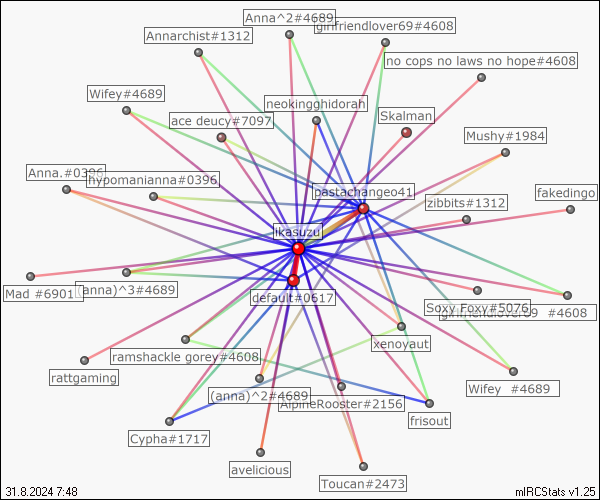 Anna^2#4689
girlfriendlover69#4608
Annarchist#1312
no cops no laws no hope#4608
Wifey#4689
neokingghidorah
ace deucy#7097
Skalman
Mushy#1984
Anna.#0396
hypomanianna#0396
pastachangeo41
fakedingo
zibbits#1312
ikasuzu
Mad #6901
(anna)^3#4689
default#0617
Soxy Foxy#5076
#4608
ramshackle gorey#4608
xenoyaut
rattgaming
(anna)^2#4689
AlpineRooster#2156
Wifey #4689
frisout
Cypha#1717
avelicious
Toucan#2473
31.8.2024 7:48
mIRCStats v1.25